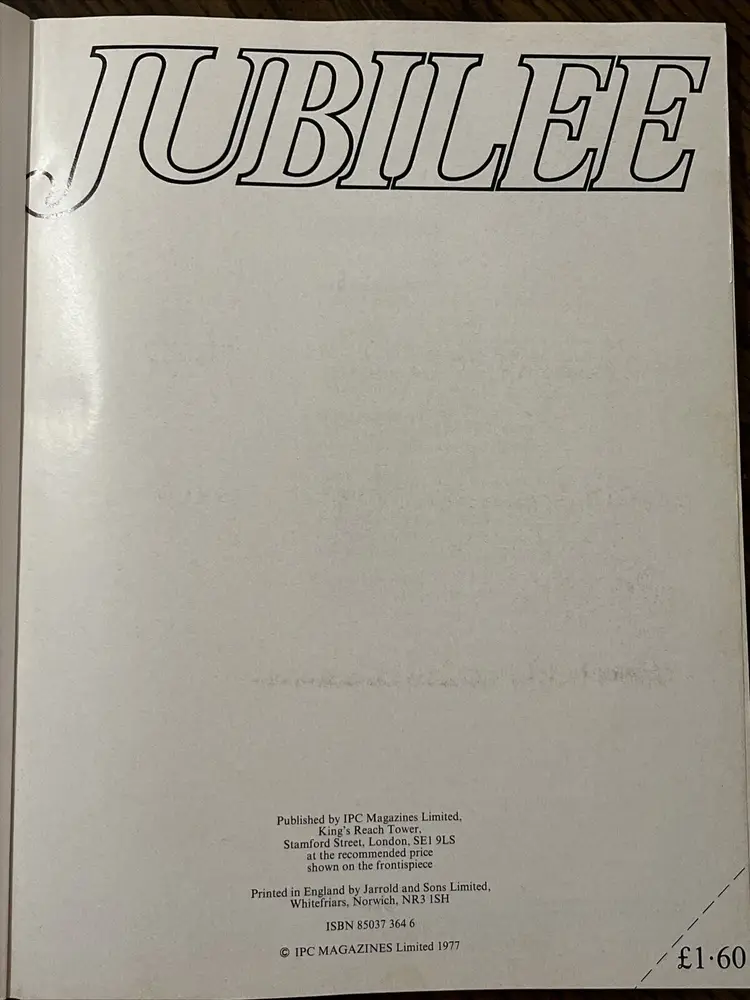 JUBILEE
Published by IPC Magazines Limited,
King's Reach Tower,
Stamford Street, London, SE1 9LS
at the recommended price
shown on the frontispiece
Printed in England by Jarrold and Sons Limited,
Whitefriars, Norwich, NR3 1SH
ISBN 85037 364 6
© IPC MAGAZINES Limited 1977
£1·60